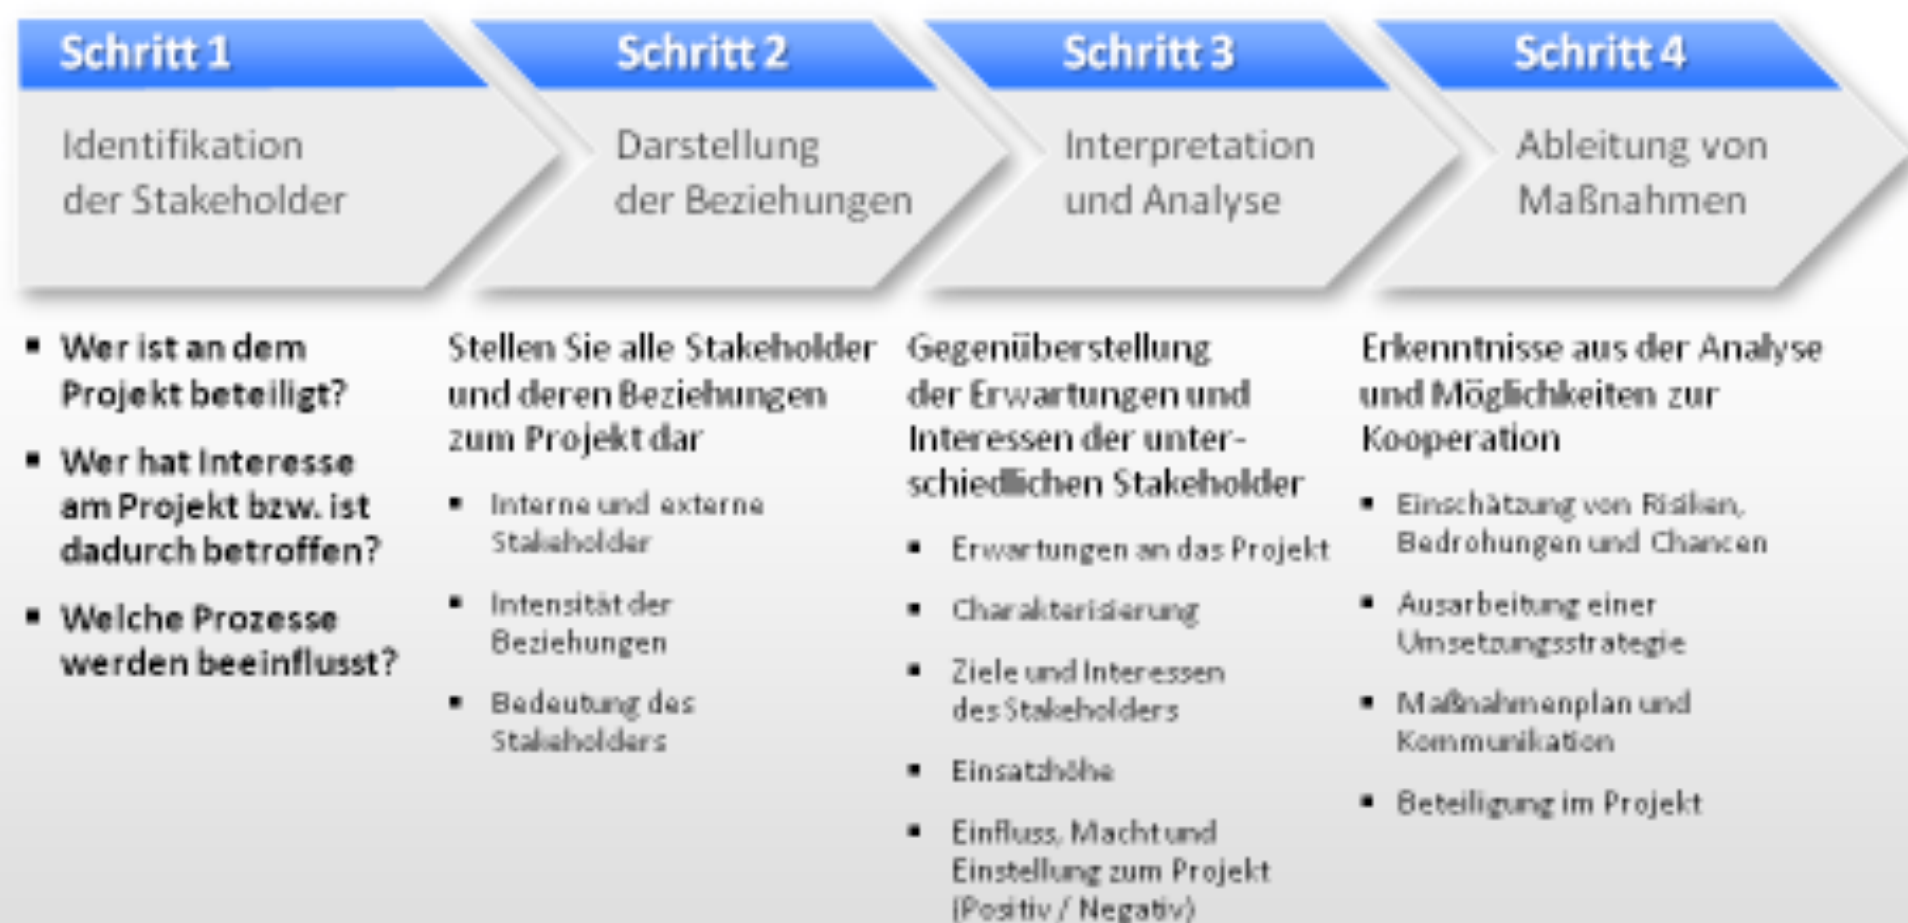 Schritt 1
Identifikation
der Stakeholder
Wer ist an dem
Projekt beteiligt?
Wer hat Interesse
am Projekt bzw. ist
dadurch betroffen?
Welche Prozesse
werden beeinflusst?
Schritt 2
Darstellung
der Beziehungen
Stellen Sie alle Stakeholder
und deren Beziehungen
zum Projekt dar
Interne und externe
Stakeholder
Intensität der
Beziehungen
Bedeutung des
Stakeholders
Schritt 3
Interpretation
und Analyse
Gegenüberstellung
der Erwartungen und
Interessen der unter-
schiedlichen Stakeholder
Erwartungen an das Projekt
Charakterisierung
Ziele und Interessen
des Stakeholders
Einsatzhöhe
Einfluss, Macht und
Einstellung zum Projekt
(Positiv / Negativ)
Schritt 4
Ableitung von
Maßnahmen
Erkenntnisse aus der Analyse
und Möglichkeiten zur
Kooperation
Einschätzung von Risiken,
Bedrohungen und Chancen
Ausarbeitung einer
Umsetzungsstrategie
Maßnahmenplan und
Kommunikation
Beteiligung im Projekt